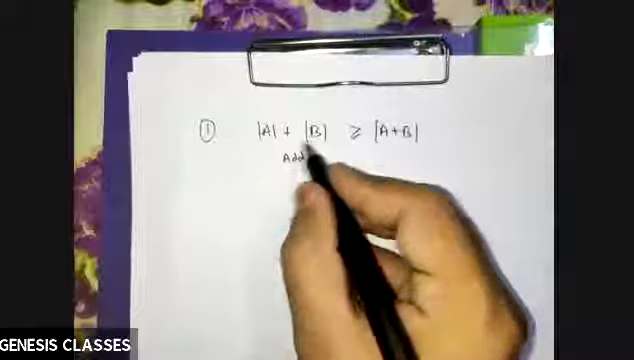 ① |A| + |B| ≥ |A+B|
Add
GENESIS CLASSES